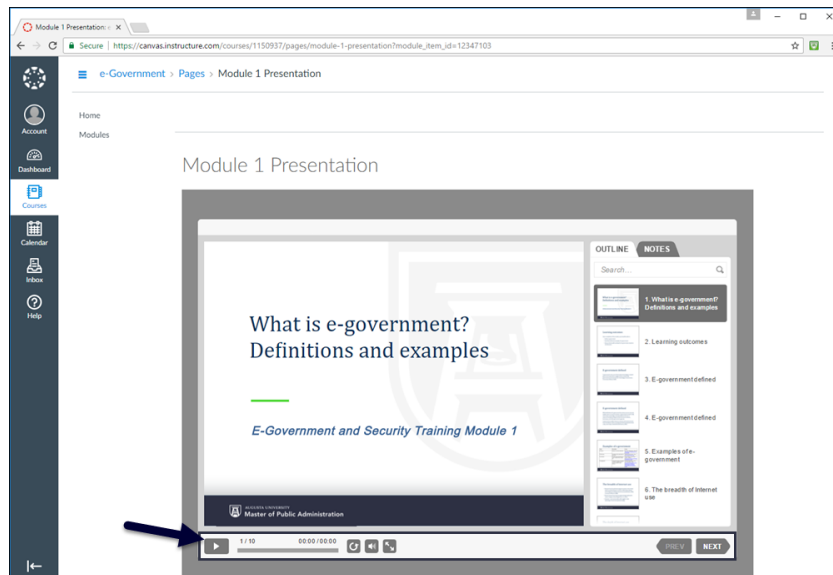 Module 1 Presentation: 
Secure https://canvas.instructure.com/courses/1150937/pages/module-1-presentation?module_item_id=12347103
e-Government > Pages > Module 1 Presentation
Account
Dashboard
Courses
Calendar
Inbox
Help
Home
Modules
Module 1 Presentation
What is e-government?
Definitions and examples
E-Government and Security Training Module 1
AUGUSTA UNIVERSITY
Master of Public Administration
OUTLINE NOTES
Search...
1. What is e-government?
Definitions and examples
2. Learning outcomes
3. E-government defined
4. E-government defined
5. Examples of e-
government
6. The breadth of Internet
use
1 / 10 00:00 / 00:00
PREV NEXT